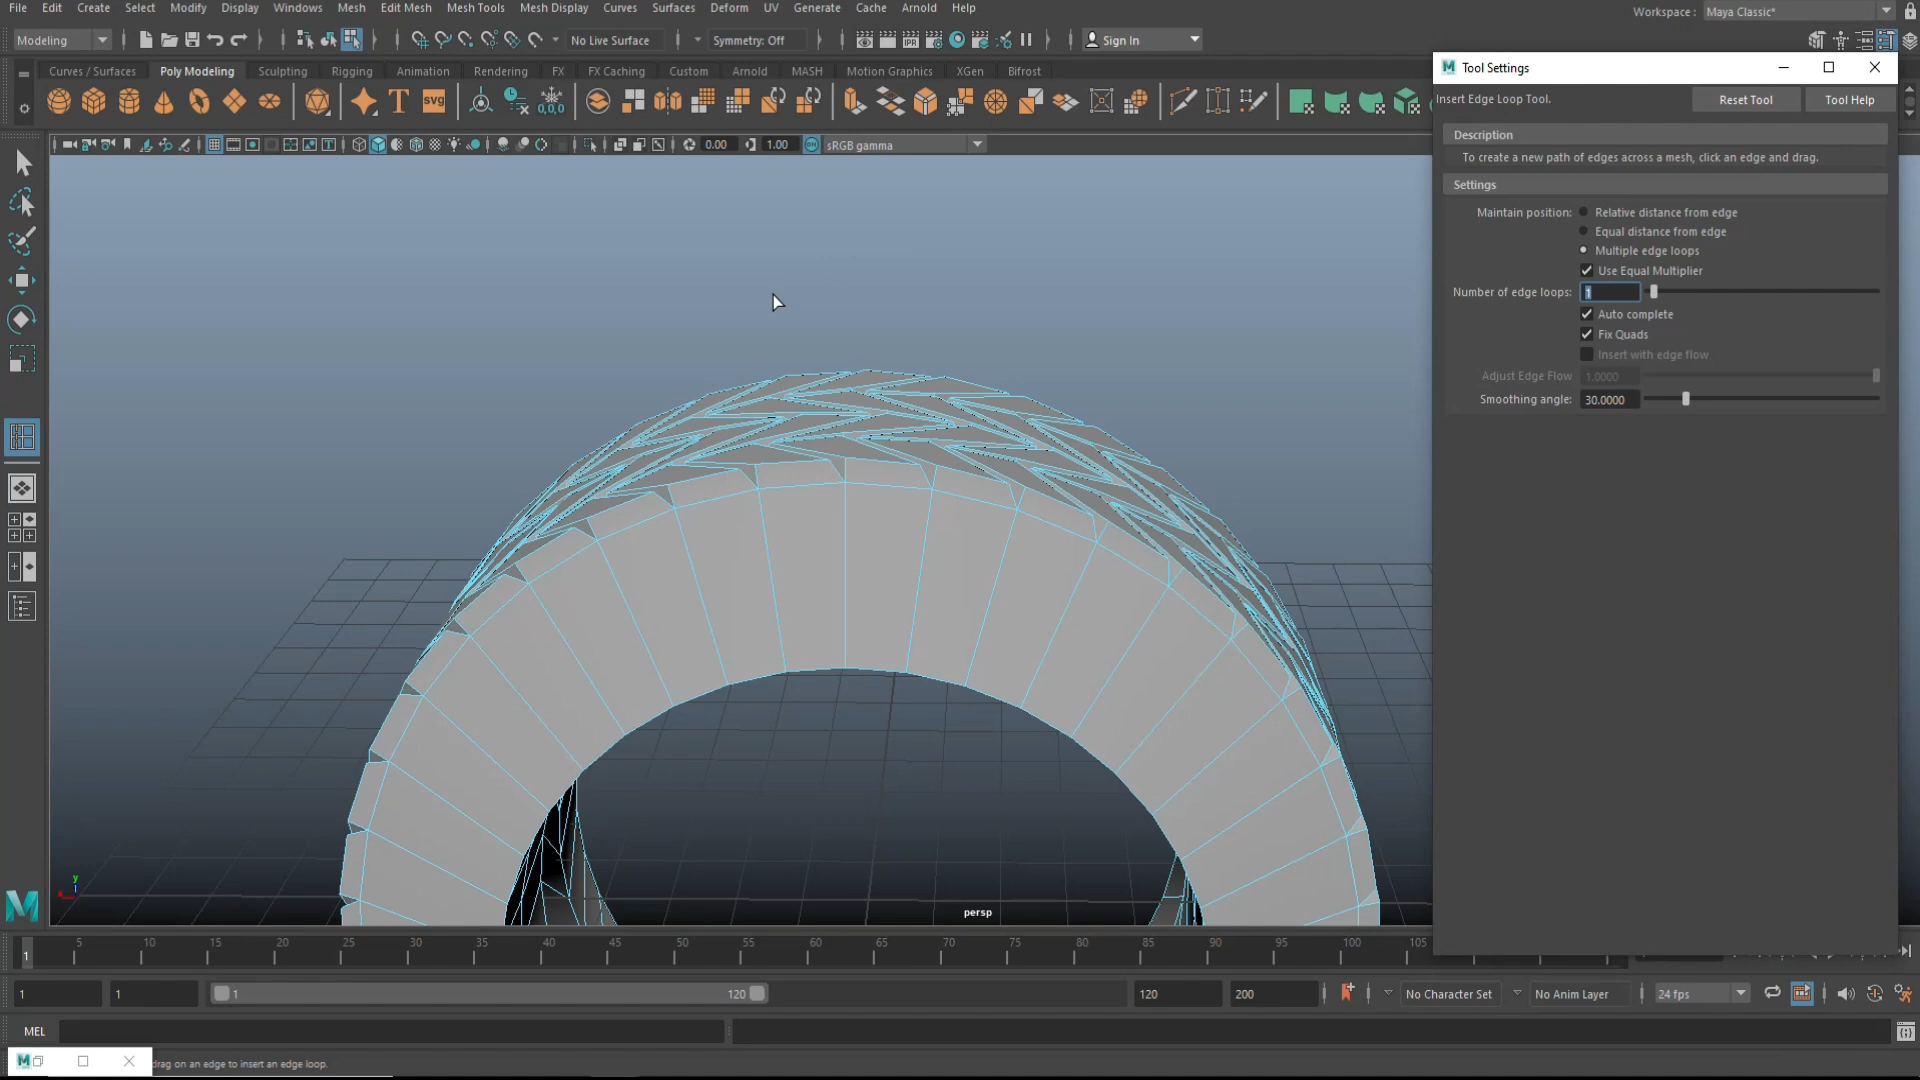 File Edit Create Select Modify Display Windows Mesh Edit Mesh Mesh Tools Mesh Display Curves Surfaces Deform UV Generate Cache Arnold Help
Workspace : Maya Classic*
Modeling
No Live Surface
Symmetry: Off
IPR
Sign In
Curves / Surfaces Poly Modeling Sculpting Rigging Animation Rendering FX FX Caching Custom Arnold MASH Motion Graphics XGen Bifrost
T
SVG
0,0,0
0.00
1.00
sRGB gamma
M Tool Settings
Insert Edge Loop Tool.
Reset Tool
Tool Help
Description
To create a new path of edges across a mesh, click an edge and drag.
Settings
Maintain position: Relative distance from edge
Equal distance from edge
Multiple edge loops
Use Equal Multiplier
Number of edge loops: 1
Auto complete
Fix Quads
Insert with edge flow
Adjust Edge Flow 1.0000
Smoothing angle: 30.0000
y
persp
M
5 10 15 20 25 30 35 40 45 50 55 60 65 70 75 80 85 90 95 100 105
1
1
1
1
120
120
200
No Character Set
No Anim Layer
24 fps
MEL
M
drag on an edge to insert an edge loop.